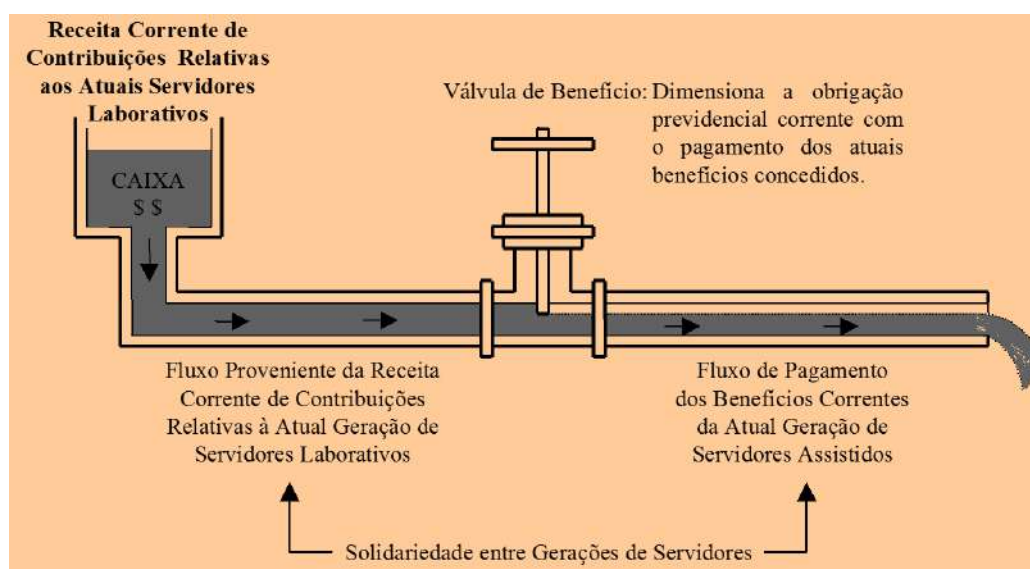 Receita Corrente de
Contribuições Relativas
aos Atuais Servidores
Laborativos
Válvula de Benefício: Dimensiona a obrigação
previdencial corrente com
o pagamento dos atuais
benefícios concedidos.
CAIXA
$ $
Fluxo Proveniente da Receita
Corrente de Contribuições
Relativas à Atual Geração de
Servidores Laborativos
Fluxo de Pagamento
dos Benefícios Correntes
da Atual Geração de
Servidores Assistidos
Solidariedade entre Gerações de Servidores